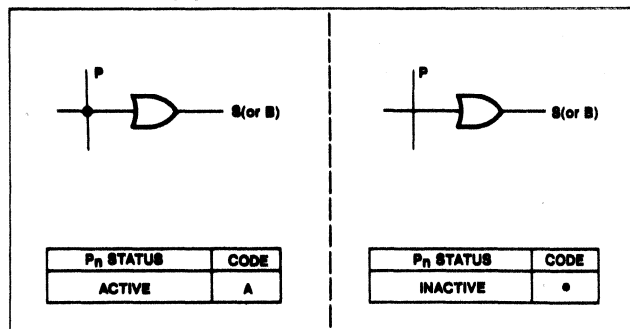 P
S(or B)
Pn STATUS CODE
ACTIVE A
P
S(or B)
Pn STATUS CODE
INACTIVE •